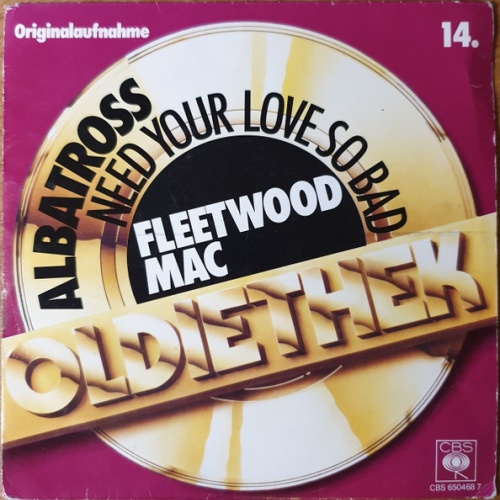 Originalaufnahme
14.
ALBATROSS
NEED YOUR LOVE SO BAD
FLEETWOOD
MAC
OLDIETHEK
CBS
CBS 650468 7